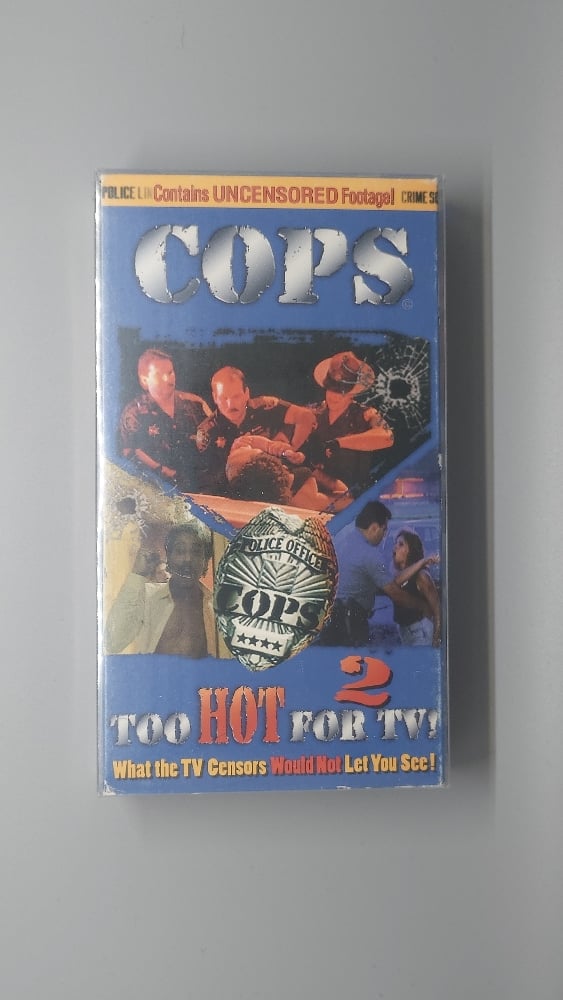 POLICE LIN Contains UNCENSORED Footage! CRIME SC
COPS
©
POLICE OFFICER
COPS
2
TOO HOT FOR TV!
What the TV Censors Would Not Let You See!